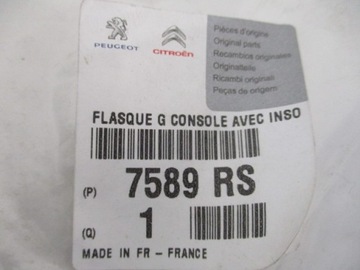 PEUGEOT CITROËN
Pièces d'origine
Original parts
Recambios originales
Originalteile
Ricambi originali
Peças de origem
FLASQUE G CONSOLE AVEC INSO
(P) 7589 RS
(Q) 1
MADE IN FR - FRANCE